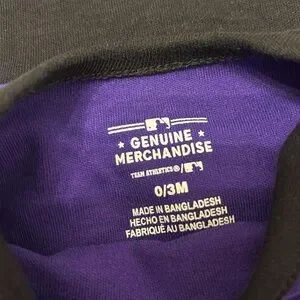 GENUINE
MERCHANDISE
TEAM ATHLETICS® /
0/3M
MADE IN BANGLADESH
HECHO EN BANGLADESH
FABRIQUÉ AU BANGLADESH